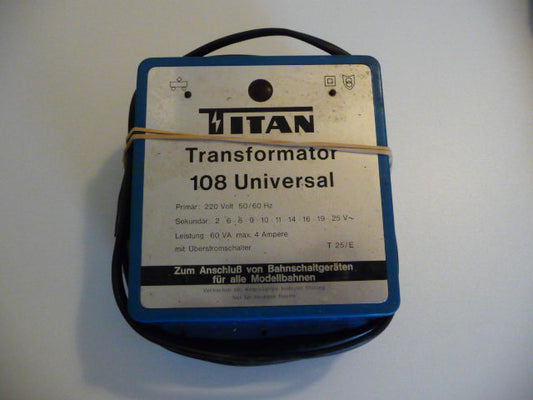 TITAN
Transformator
108 Universal
Primär: 220 Volt 50/60 Hz
Sekundär: 2 6 8 9 10 11 14 16 19 25 V~
Leistung: 60 VA max. 4 Ampere
mit Überstromschalter T 25/E
Zum Anschluß von Bahnschaltgeräten
für alle Modellbahnen